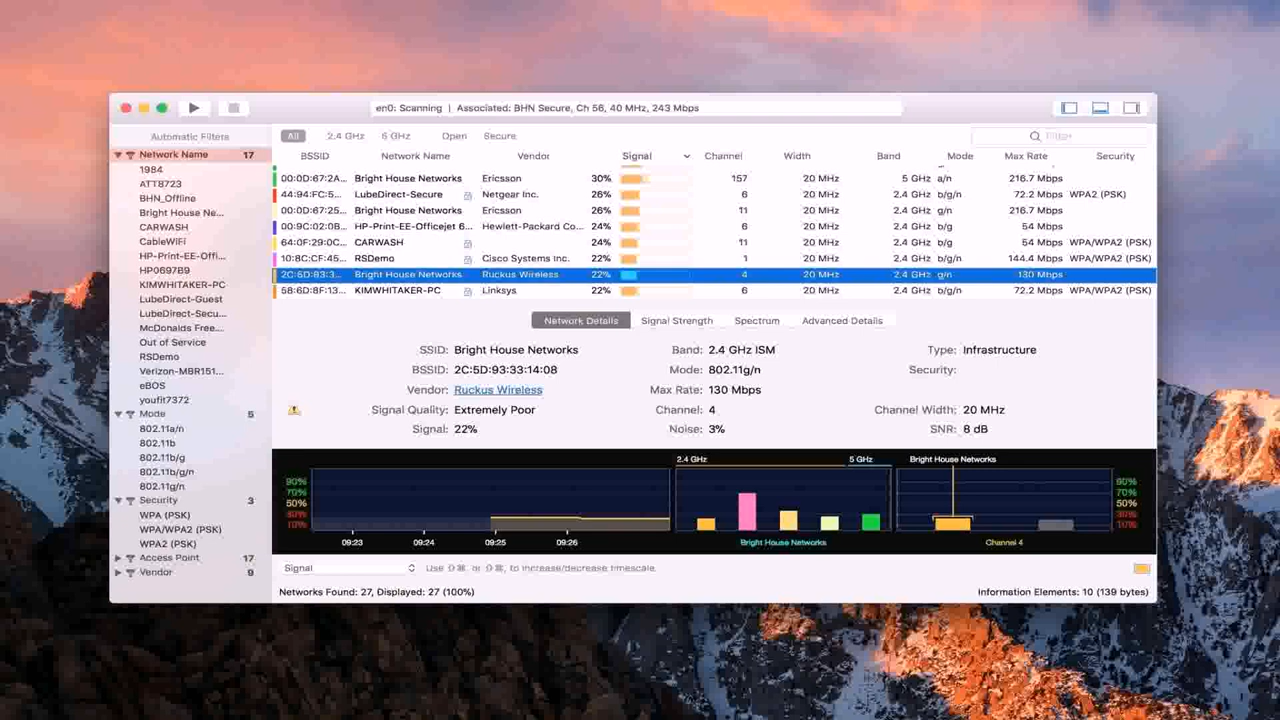 en0: Scanning | Associated: BHN Secure, Ch 56, 40 MHz, 243 Mbps
Automatic Filters
Network Name 17
1984
ATT8723
BHN_Offline
Bright House Ne...
CARWASH
CableWiFi
HP-Print-EE-Offi...
HP0697B9
KIMWHITAKER-PC
LubeDirect-Guest
LubeDirect-Secu...
McDonalds Free...
Out of Service
RSDemo
Verizon-MBR151...
eBOS
youfit7372
Mode 5
802.11a/n
802.11b
802.11b/g
802.11b/g/n
802.11g/n
Security 3
WPA (PSK)
WPA/WPA2 (PSK)
WPA2 (PSK)
Access Point 17
Vendor 9
All 2.4 GHz 5 GHz Open Secure Filter
BSSID Network Name Vendor Signal Channel Width Band Mode Max Rate Security
00:0D:67:2A... Bright House Networks Ericsson 30% 157 20 MHz 5 GHz a/n 216.7 Mbps
44:94:FC:5... LubeDirect-Secure Netgear Inc. 26% 6 20 MHz 2.4 GHz b/g/n 72.2 Mbps WPA2 (PSK)
00:0D:67:25... Bright House Networks Ericsson 26% 11 20 MHz 2.4 GHz b/g/n 216.7 Mbps
00:9C:02:0B... HP-Print-EE-Officejet 6... Hewlett-Packard Co... 24% 6 20 MHz 2.4 GHz b/g 54 Mbps
64:0F:29:0C... CARWASH 24% 11 20 MHz 2.4 GHz b/g 54 Mbps WPA/WPA2 (PSK)
10:8C:CF:45... RSDemo Cisco Systems Inc. 24% 1 20 MHz 2.4 GHz b/g/n 144.4 Mbps WPA/WPA2 (PSK)
2C:5D:93:3... Bright House Networks Ruckus Wireless 22% 4 20 MHz 2.4 GHz g/n 130 Mbps
58:6D:8F:13... KIMWHITAKER-PC Linksys 22% 6 20 MHz 2.4 GHz b/g/n 72.2 Mbps WPA/WPA2 (PSK)
Network Details Signal Strength Spectrum Advanced Details
SSID: Bright House Networks Band: 2.4 GHz ISM Type: Infrastructure
BSSID: 2C:5D:93:33:14:08 Mode: 802.11g/n Security:
Vendor: Ruckus Wireless Max Rate: 130 Mbps
Signal Quality: Extremely Poor Channel: 4 Channel Width: 20 MHz
Signal: 22% Noise: 3% SNR: 8 dB
2.4 GHz 5 GHz Bright House Networks
90% 90%
70% 70%
50% 50%
30% 30%
10% 10%
09:23 09:24 09:25 09:26 Bright House Networks Channel 4
Signal
to increase/decrease timescale.
Networks Found: 27, Displayed: 27 (100%) Information Elements: 10 (139 bytes)